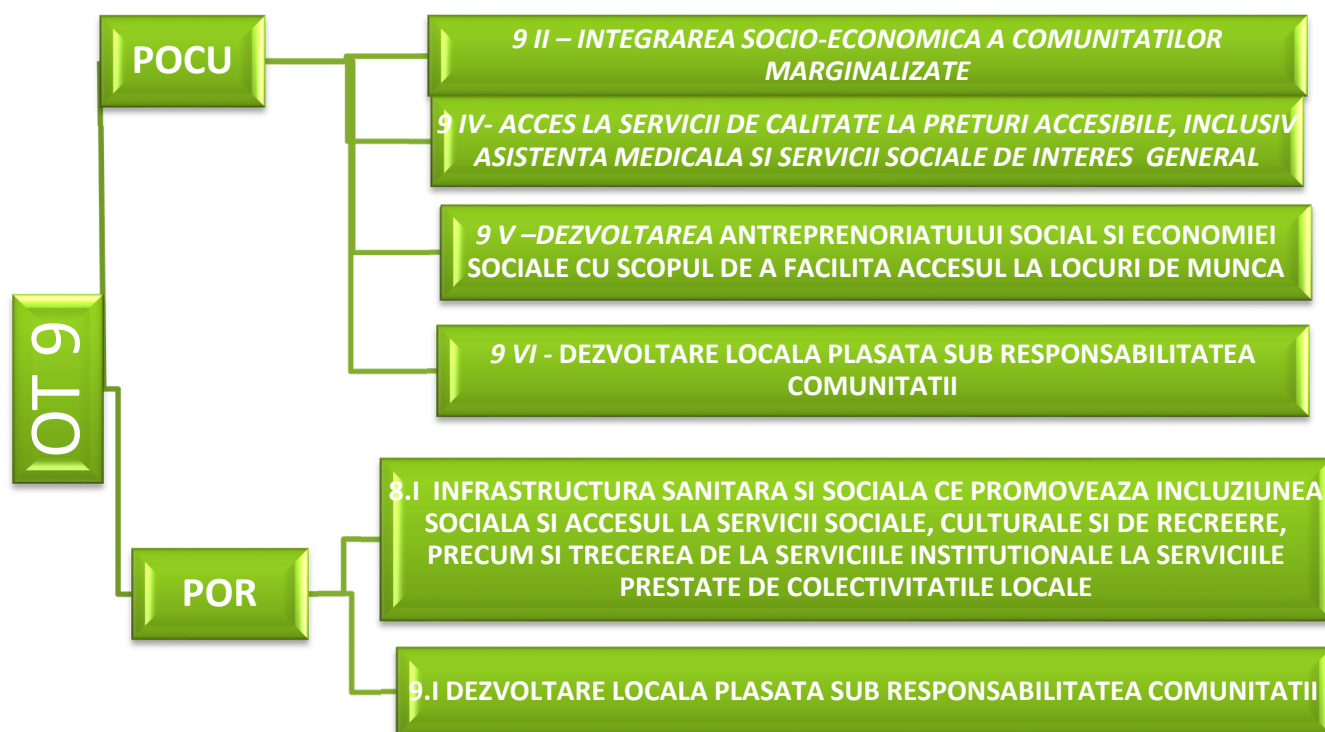 OT 9
POCU
9 II – INTEGRAREA SOCIO-ECONOMICA A COMUNITATILOR
MARGINALIZATE
9 IV- ACCES LA SERVICII DE CALITATE LA PRETURI ACCESIBILE, INCLUSIV
ASISTENTA MEDICALA SI SERVICII SOCIALE DE INTERES GENERAL
9 V –DEZVOLTAREA ANTREPRENORIATULUI SOCIAL SI ECONOMIEI
SOCIALE CU SCOPUL DE A FACILITA ACCESUL LA LOCURI DE MUNCA
9 VI - DEZVOLTARE LOCALA PLASATA SUB RESPONSABILITATEA
COMUNITATII
POR
8.I INFRASTRUCTURA SANITARA SI SOCIALA CE PROMOVEAZA INCLUZIUNEA
SOCIALA SI ACCESUL LA SERVICII SOCIALE, CULTURALE SI DE RECREERE,
PRECUM SI TRECEREA DE LA SERVICIILE INSTITUTIONALE LA SERVICIILE
PRESTATE DE COLECTIVITATILE LOCALE
9.I DEZVOLTARE LOCALA PLASATA SUB RESPONSABILITATEA COMUNITATII